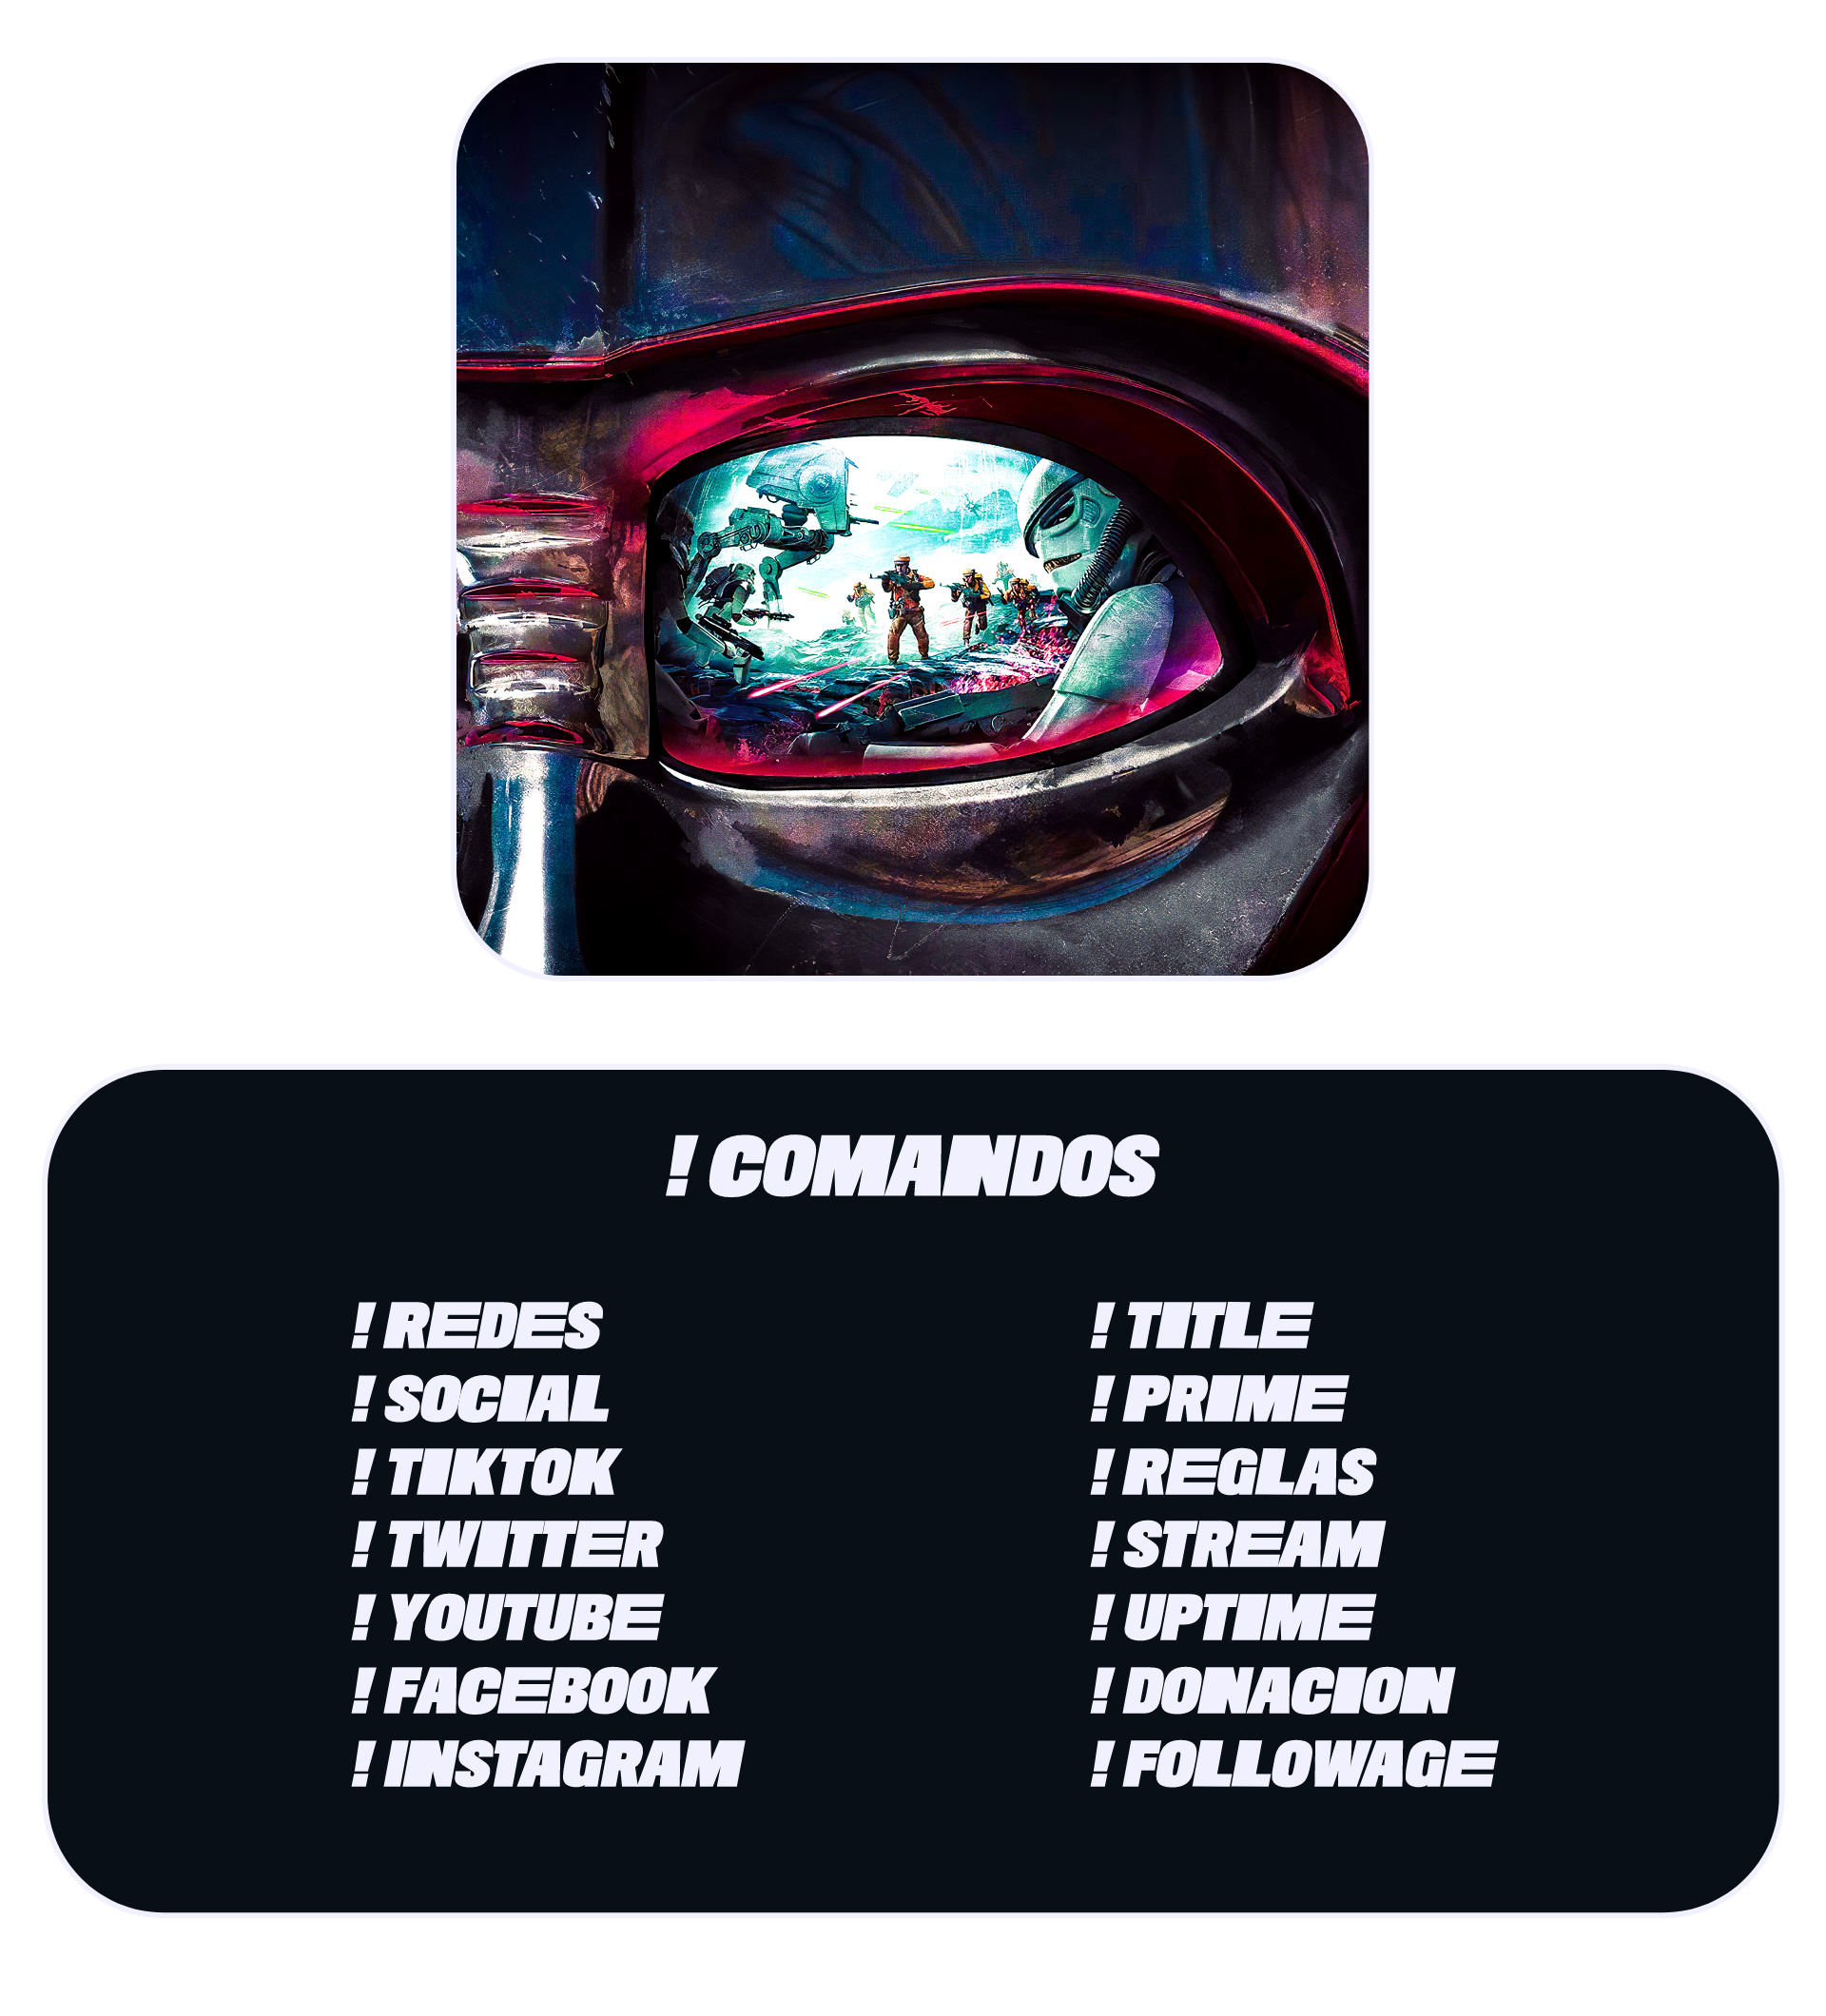 ! COMANDOS
! REDES
! SOCIAL
! TIKTOK
! TWITTER
! YOUTUBE
! FACEBOOK
! INSTAGRAM
! TITLE
! PRIME
! REGLAS
! STREAM
! UPTIME
! DONACION
! FOLLOWAGE